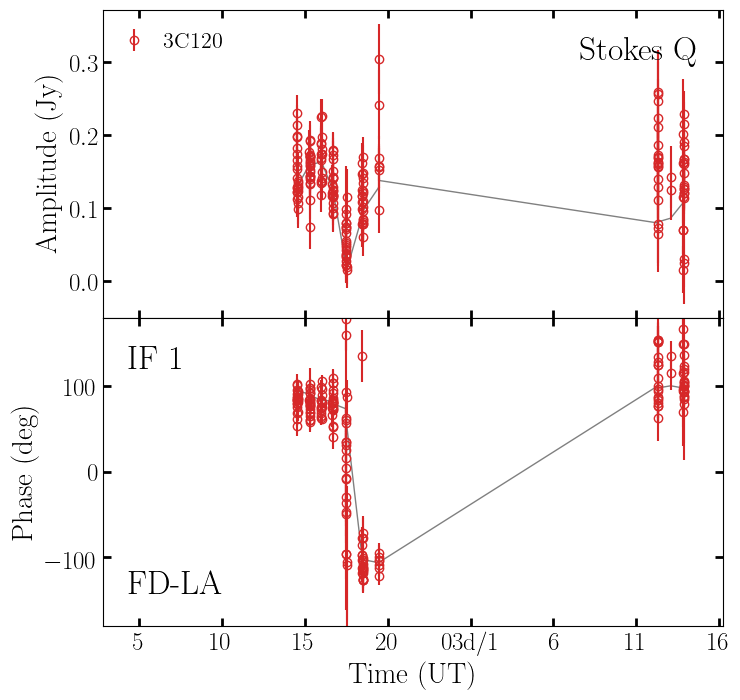 3C120
Stokes Q
0.3
0.2
0.1
0.0
Amplitude (Jy)
IF 1
100
0
−100
Phase (deg)
FD-LA
5 10 15 20 03d/1 6 11 16
Time (UT)